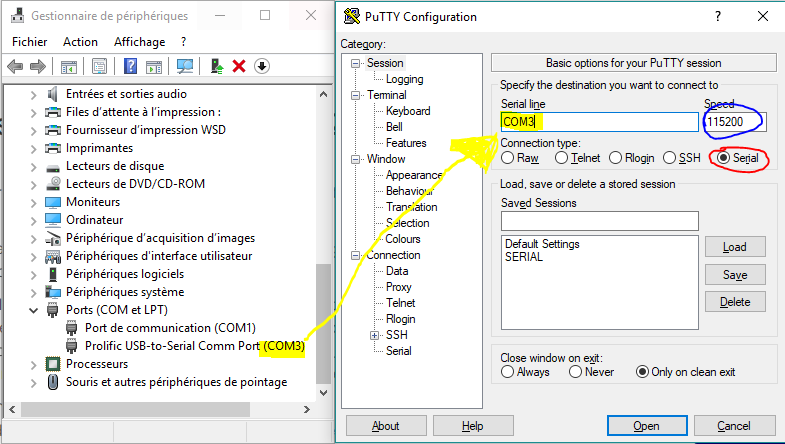 Gestionnaire de périphériques
Fichier Action Affichage ?
Entrées et sorties audio
Files d'attente à l'impression :
Fournisseur d'impression WSD
Imprimantes
Lecteurs de disque
Lecteurs de DVD/CD-ROM
Moniteurs
Ordinateur
Périphérique d'acquisition d'images
Périphériques d'interface utilisateur
Périphériques logiciels
Périphériques système
Ports (COM et LPT)
Port de communication (COM1)
Prolific USB-to-Serial Comm Port (COM3)
Processeurs
Souris et autres périphériques de pointage
PuTTY Configuration
Category:
Session
Logging
Terminal
Keyboard
Bell
Features
Window
Appearance
Behaviour
Translation
Selection
Colours
Connection
Data
Proxy
Telnet
Rlogin
SSH
Serial
Basic options for your PuTTY session
Specify the destination you want to connect to
Serial line Speed
COM3 115200
Connection type:
Raw Telnet Rlogin SSH Serial
Load, save or delete a stored session
Saved Sessions
Default Settings
SERIAL
Load
Save
Delete
Close window on exit:
Always Never Only on clean exit
About Help Open Cancel